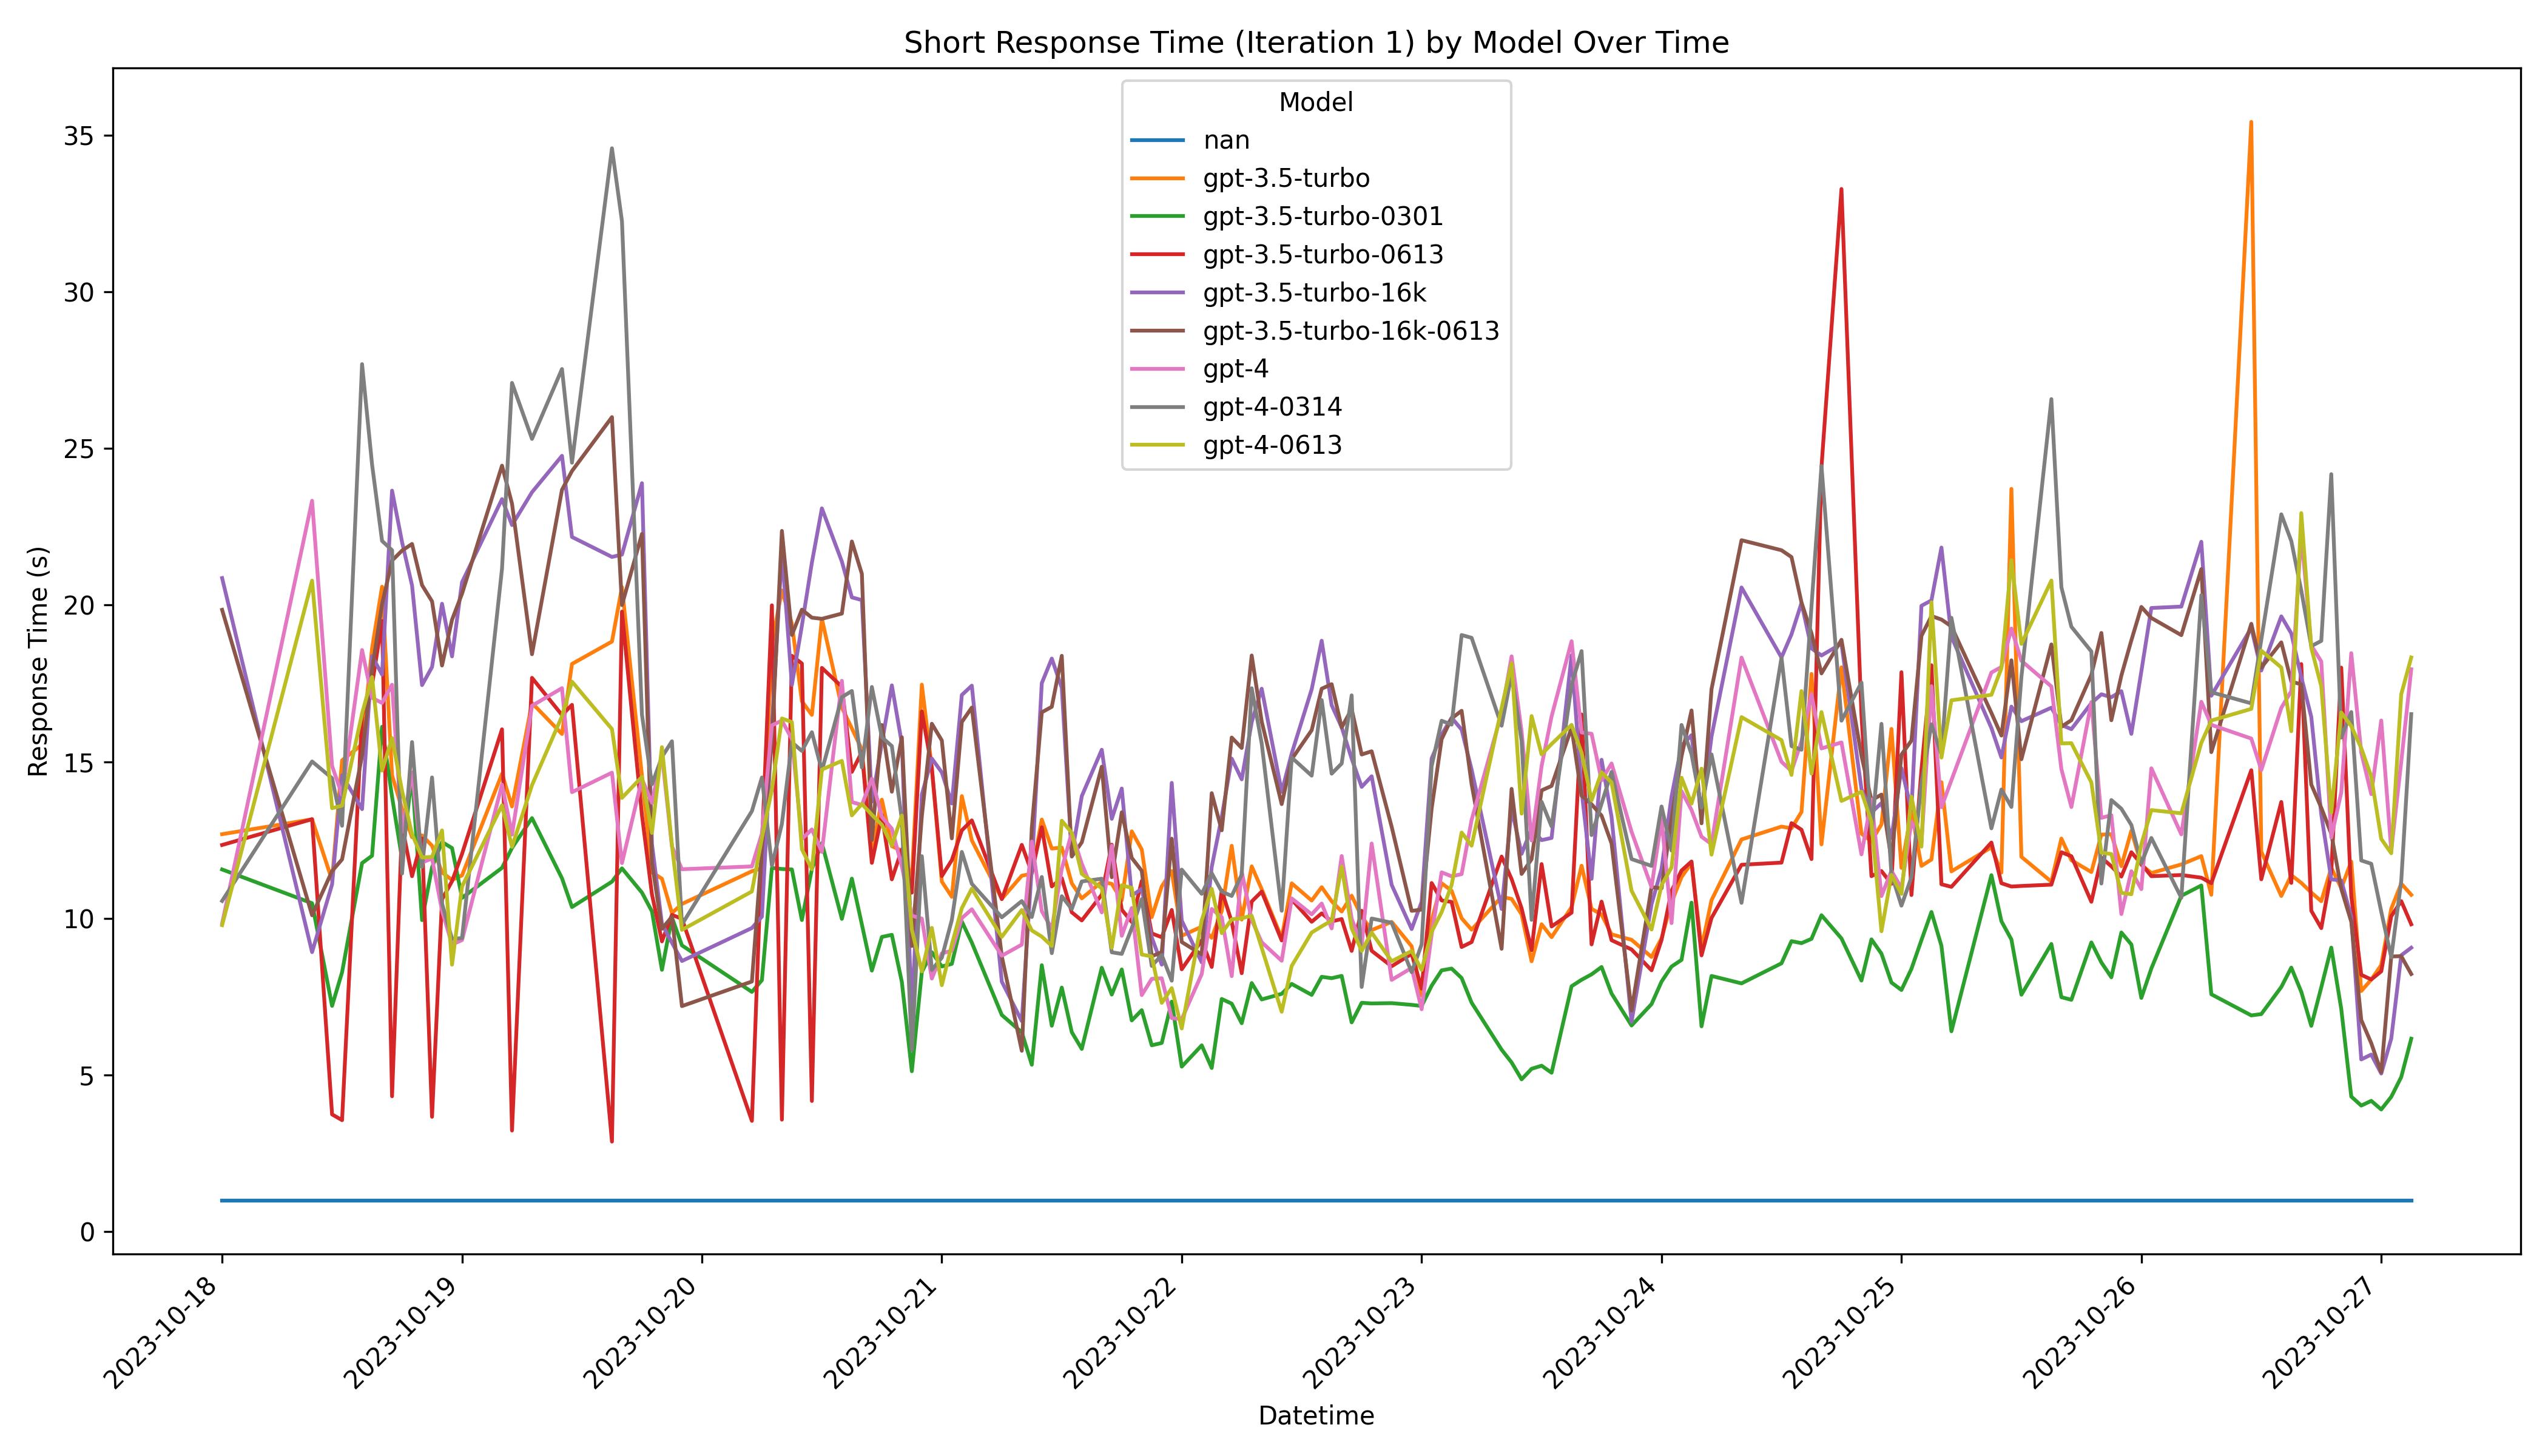 Short Response Time (Iteration 1) by Model Over Time
Model
nan
gpt-3.5-turbo
gpt-3.5-turbo-0301
gpt-3.5-turbo-0613
gpt-3.5-turbo-16k
gpt-3.5-turbo-16k-0613
gpt-4
gpt-4-0314
gpt-4-0613
Response Time (s)
35
30
25
20
15
10
5
0
2023-10-18
2023-10-19
2023-10-20
2023-10-21
2023-10-22
2023-10-23
2023-10-24
2023-10-25
2023-10-26
2023-10-27
Datetime